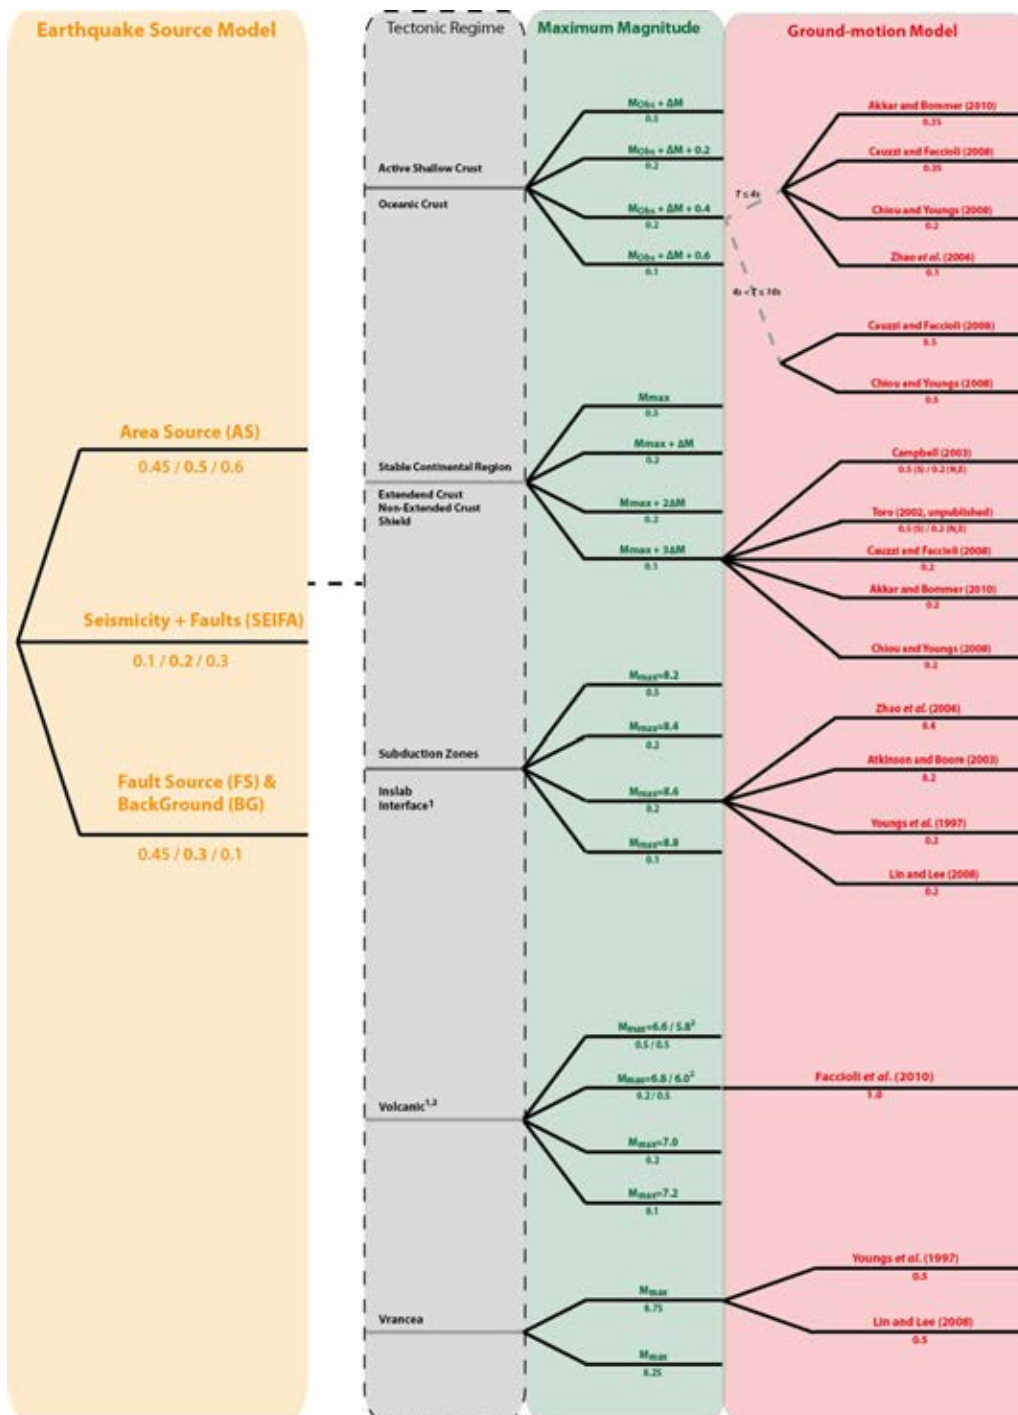 Earthquake Source Model
Area Source (AS)
0.45 / 0.5 / 0.6
Seismicity + Faults (SEIFA)
0.1 / 0.2 / 0.3
Fault Source (FS) &
BackGround (BG)
0.45 / 0.3 / 0.1
Tectonic Regime
Active Shallow Crust
Oceanic Crust
Stable Continental Region
Extendend Crust
Non-Extended Crust
Shield
Subduction Zones
Inslab
Interface¹
Volcanic¹,²
Vrancea
Maximum Magnitude
MObs + ΔM
0.5
MObs + ΔM + 0.2
0.2
MObs + ΔM + 0.4
0.2
MObs + ΔM + 0.6
0.1
Mmax
0.5
Mmax + ΔM
0.2
Mmax + 2ΔM
0.2
Mmax + 3ΔM
0.1
Mmax=8.2
0.5
Mmax=8.4
0.2
Mmax=8.6
0.2
Mmax=8.8
0.1
Mmax=6.6 / 5.8²
0.5 / 0.5
Mmax=6.8 / 6.0²
0.2 / 0.5
Mmax=7.0
0.2
Mmax=7.2
0.1
Mmax
0.75
Mmax
0.25
Ground-motion Model
T ≤ 4s
Akkar and Bommer (2010)
0.35
Cauzzi and Faccioli (2008)
0.35
Chiou and Youngs (2008)
0.2
Zhao et al. (2006)
0.1
4s < T ≤ 10s
Cauzzi and Faccioli (2008)
0.5
Chiou and Youngs (2008)
0.5
Campbell (2003)
0.5 (S) / 0.2 (N,E)
Toro (2002, unpublished)
0.5 (S) / 0.2 (N,E)
Cauzzi and Faccioli (2008)
0.2
Akkar and Bommer (2010)
0.2
Chiou and Youngs (2008)
0.2
Zhao et al. (2006)
0.4
Atkinson and Boore (2003)
0.2
Youngs et al. (1997)
0.2
Lin and Lee (2008)
0.2
Faccioli et al. (2010)
1.0
Youngs et al. (1997)
0.5
Lin and Lee (2008)
0.5